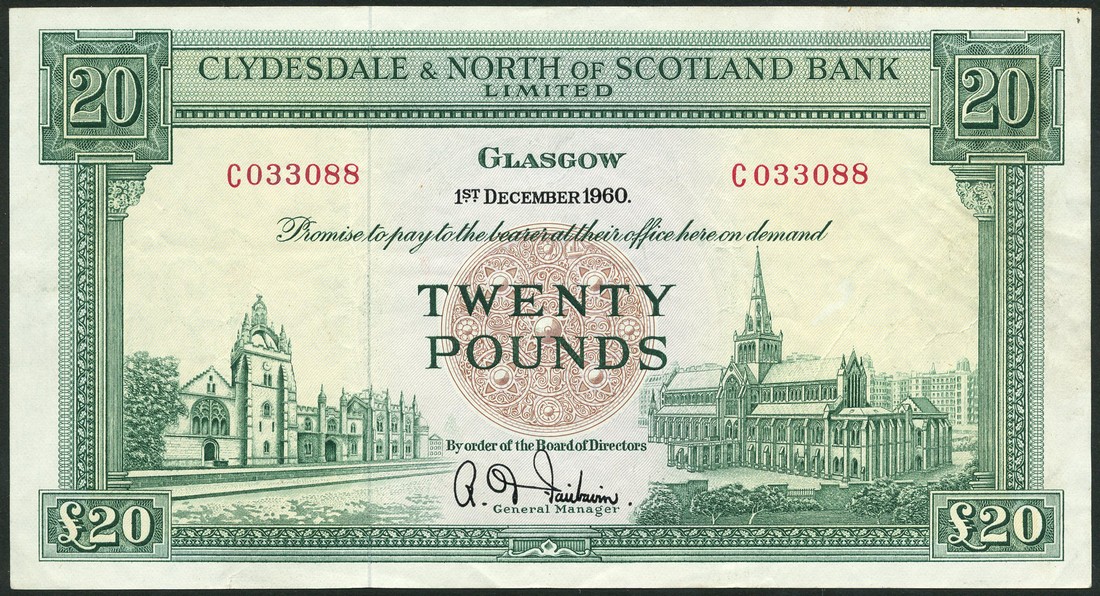 20
CLYDESDALE & NORTH OF SCOTLAND BANK
LIMITED
20
GLASGOW
C033088
C033088
1ST DECEMBER 1960.
Promise to pay to the bearer at their office here on demand
TWENTY
POUNDS
By order of the Board of Directors
R. D. Fairbairn.
General Manager.
£20
£20